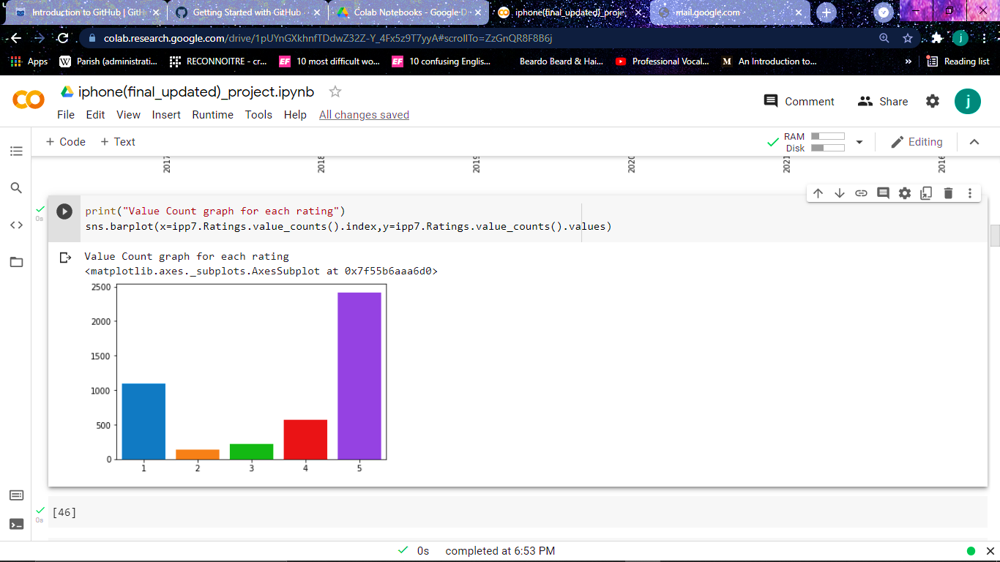 Introduction to GitHub | GitH
Getting Started with GitHub
Colab Notebooks - Google D
iphone(final_updated)_proje
mail.google.com
colab.research.google.com/drive/1pUYnGXkhnfTDdwZ32Z-Y_4Fx5z9T7yyA#scrollTo=ZzGnQR8F8B6j
j
Apps
W Parish (administrati...
RECONNOITRE - cr...
EF 10 most difficult wo...
EF 10 confusing Englis...
Beardo Beard & Hai...
Professional Vocal...
M An Introduction to...
»
Reading list
iphone(final_updated)_project.ipynb
Comment
Share
j
File Edit View Insert Runtime Tools Help All changes saved
+ Code + Text
RAM
Disk
Editing
2017 2018 2019 2020 2021 2016
0s
print("Value Count graph for each rating")
sns.barplot(x=ipp7.Ratings.value_counts().index,y=ipp7.Ratings.value_counts().values)
Value Count graph for each rating
<matplotlib.axes._subplots.AxesSubplot at 0x7f55b6aaa6d0>
2500
2000
1500
1000
500
0
1 2 3 4 5
0s
[46]
0s completed at 6:53 PM